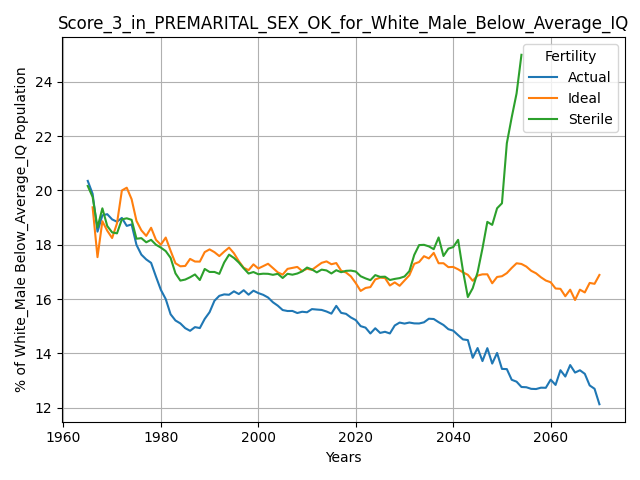 Score_3_in_PREMARITAL_SEX_OK_for_White_Male_Below_Average_IQ
Fertility
Actual
Ideal
Sterile
% of White_Male Below_Average_IQ Population
24
22
20
18
16
14
12
1960
1980
2000
2020
2040
2060
Years